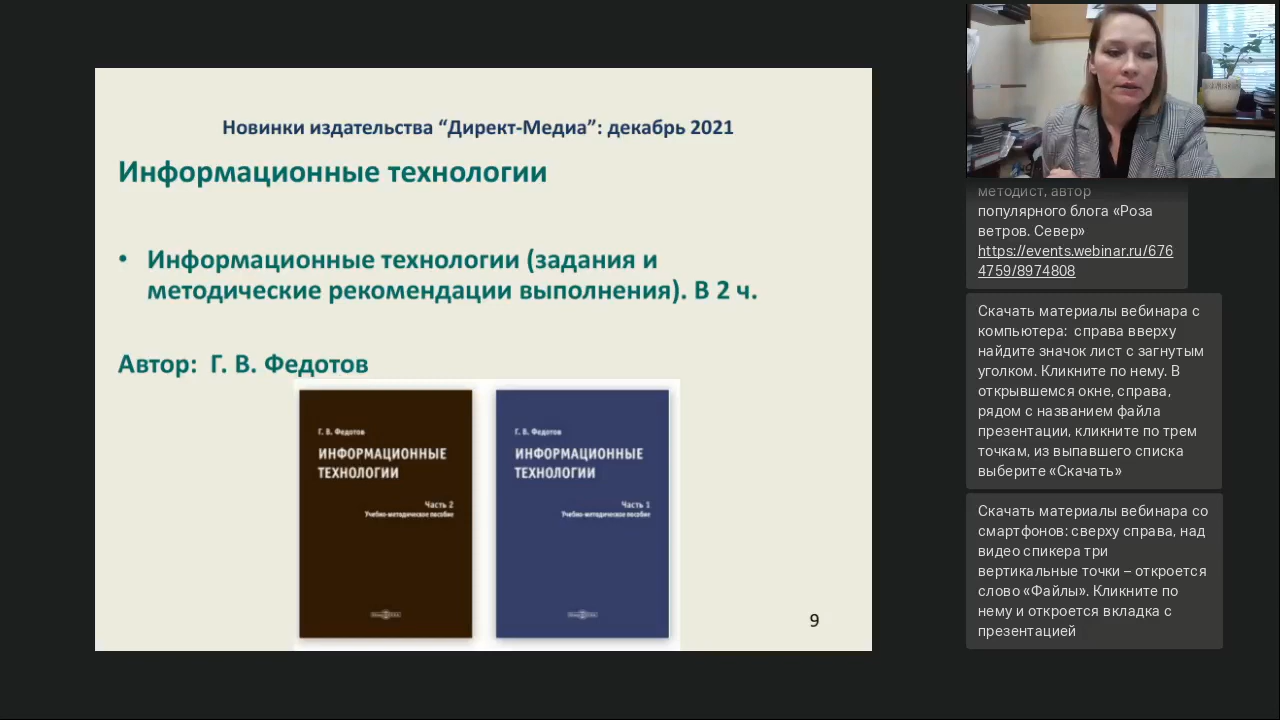 Новинки издательства “Директ-Медиа”: декабрь 2021
Информационные технологии
• Информационные технологии (задания и
методические рекомендации выполнения). В 2 ч.
Автор: Г. В. Федотов
Г. В. Федотов
ИНФОРМАЦИОННЫЕ
ТЕХНОЛОГИИ
Часть 2
Учебно-методическое пособие
Г. В. Федотов
ИНФОРМАЦИОННЫЕ
ТЕХНОЛОГИИ
Часть 1
Учебно-методическое пособие
9
методист, автор
популярного блога «Роза
ветров. Север»
https://events.webinar.ru/676
4759/8974808
Скачать материалы вебинара с
компьютера: справа вверху
найдите значок лист с загнутым
уголком. Кликните по нему. В
открывшемся окне, справа,
рядом с названием файла
презентации, кликните по трем
точкам, из выпавшего списка
выберите «Скачать»
Скачать материалы вебинара со
смартфонов: сверху справа, над
видео спикера три
вертикальные точки – откроется
слово «Файлы». Кликните по
нему и откроется вкладка с
презентацией